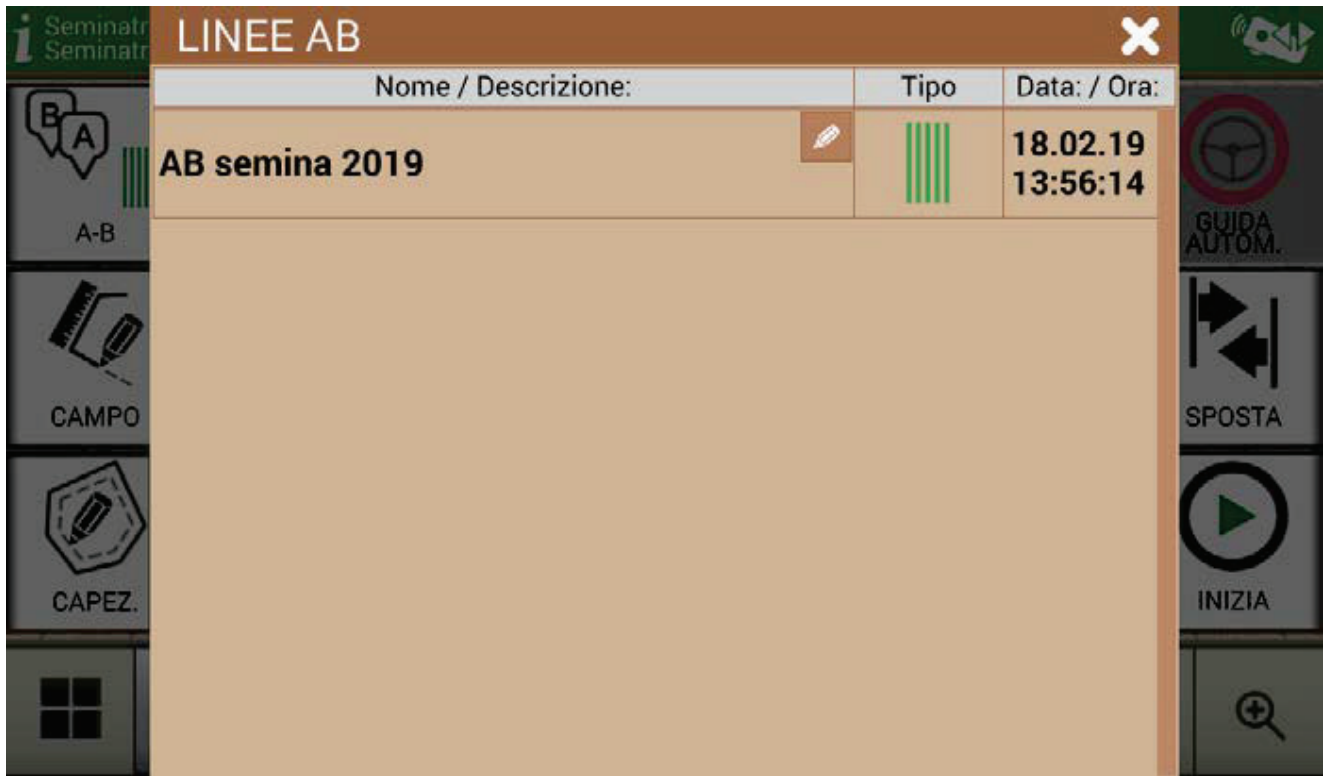 Seminatr
Seminatr
LINEE AB
Nome / Descrizione:
Tipo
Data: / Ora:
AB semina 2019
18.02.19
13:56:14
B
A
A-B
CAMPO
CAPEZ.
GUIDA
AUTOM.
SPOSTA
INIZIA